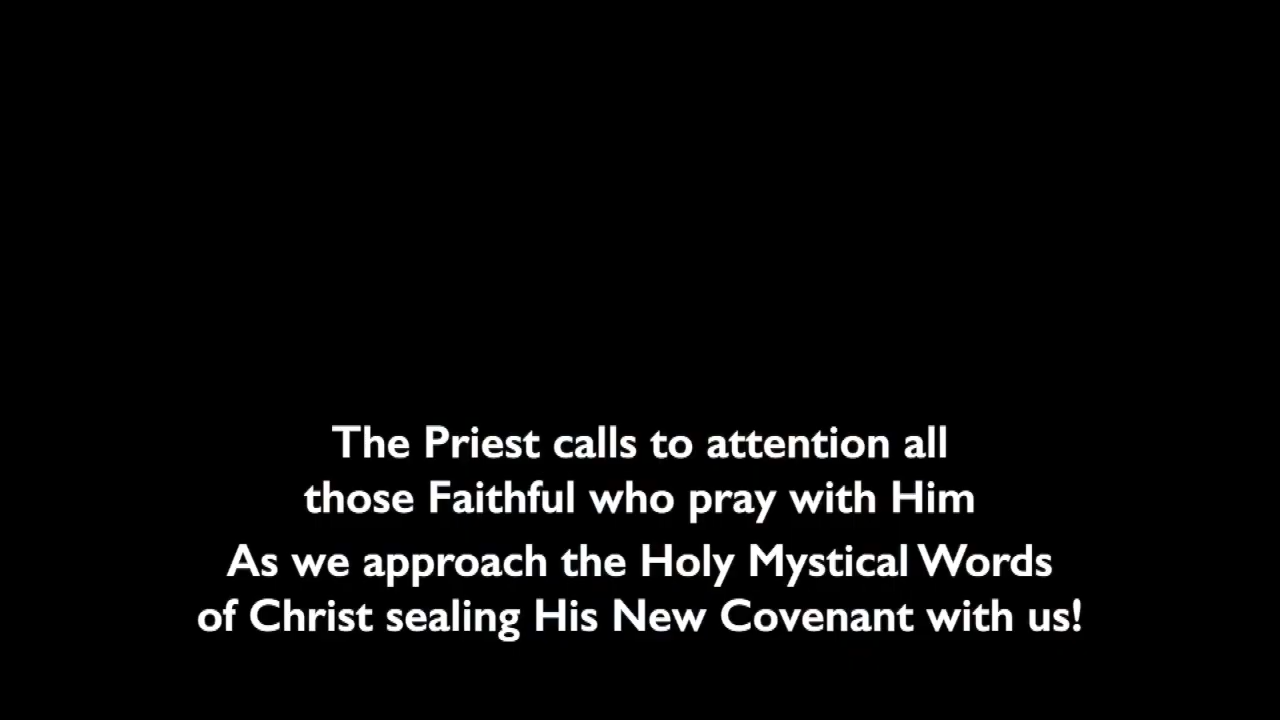 The Priest calls to attention all
those Faithful who pray with Him
As we approach the Holy Mystical Words
of Christ sealing His New Covenant with us!